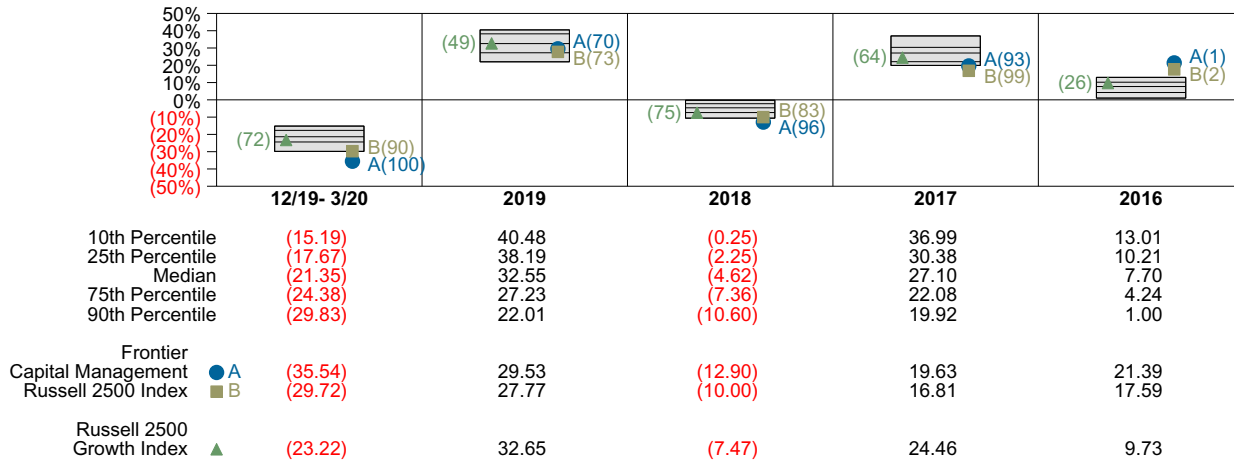 50%
40%
30%
20%
10%
0%
(10%)
(20%)
(30%)
(40%)
(50%)
(72)
B(90)
A(100)
(49)
A(70)
B(73)
(75)
B(83)
A(96)
(64)
A(93)
B(99)
(26)
A(1)
B(2)
12/19- 3/20 2019 2018 2017 2016
10th Percentile (15.19) 40.48 (0.25) 36.99 13.01
25th Percentile (17.67) 38.19 (2.25) 30.38 10.21
Median (21.35) 32.55 (4.62) 27.10 7.70
75th Percentile (24.38) 27.23 (7.36) 22.08 4.24
90th Percentile (29.83) 22.01 (10.60) 19.92 1.00
Frontier
Capital Management A (35.54) 29.53 (12.90) 19.63 21.39
Russell 2500 Index B (29.72) 27.77 (10.00) 16.81 17.59
Russell 2500
Growth Index (23.22) 32.65 (7.47) 24.46 9.73